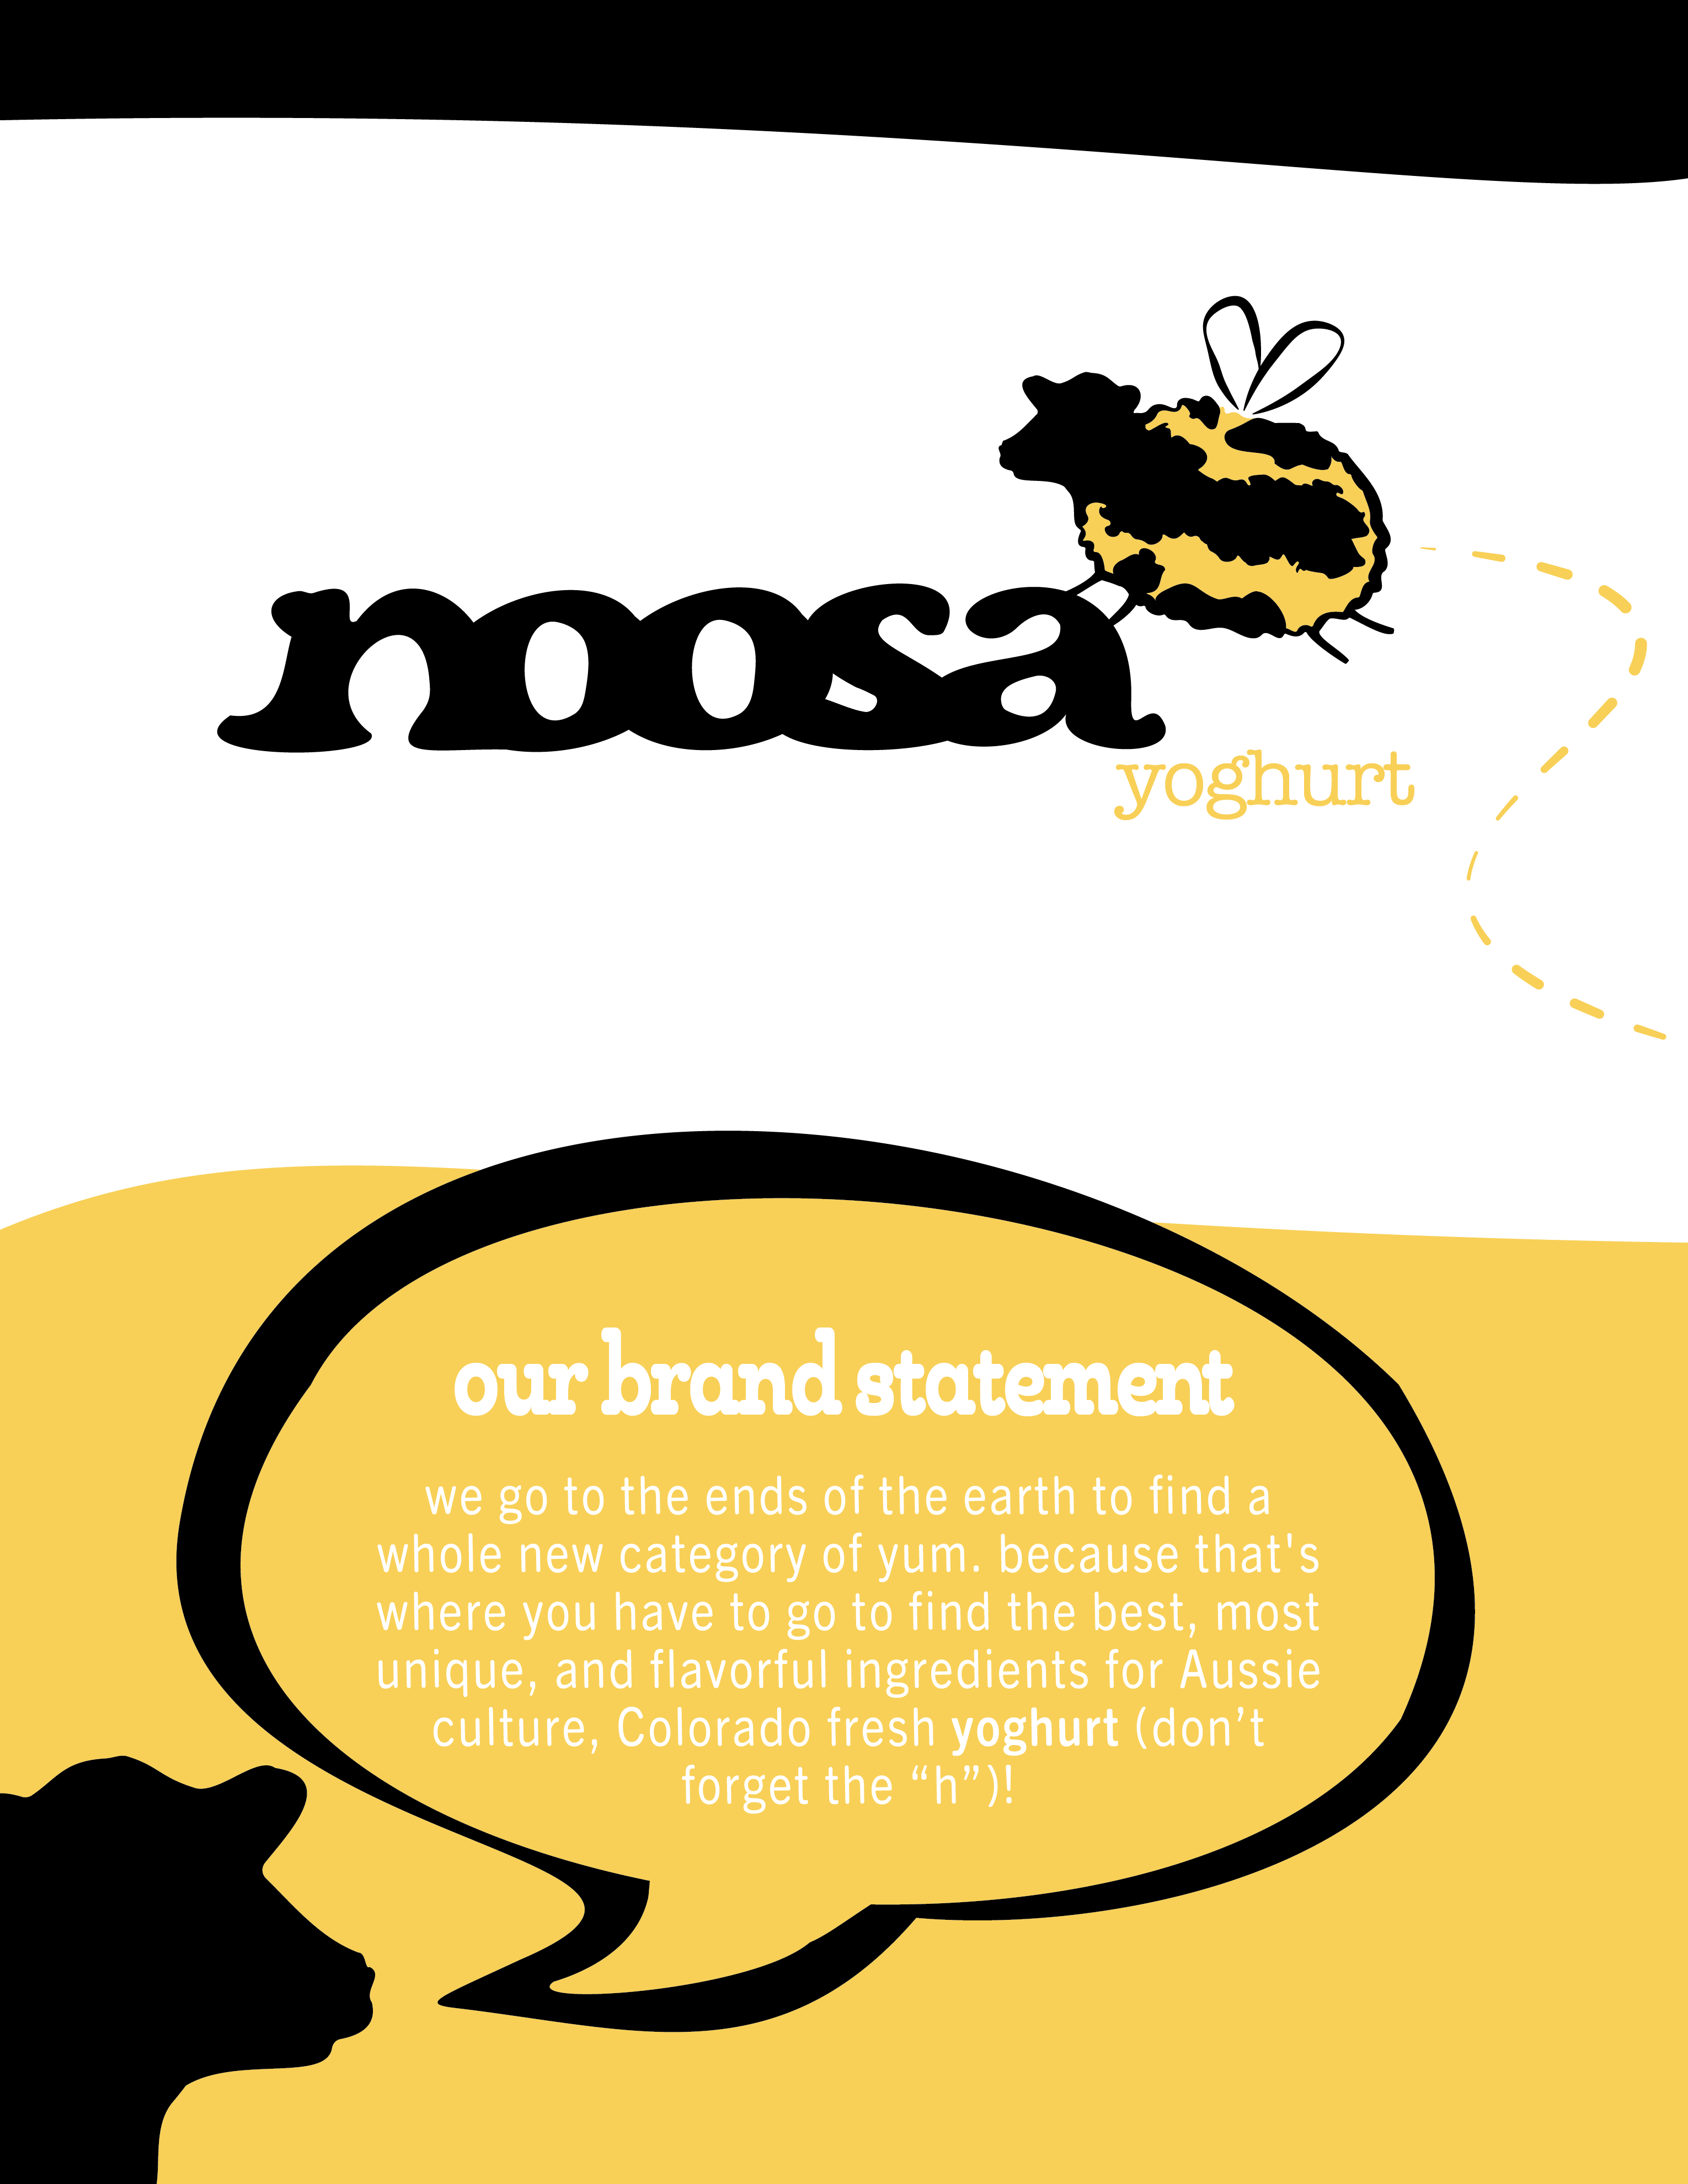 noosa
yoghurt
our brand statement
we go to the ends of the earth to find a
whole new category of yum. because that's
where you have to go to find the best, most
unique, and flavorful ingredients for Aussie
culture, Colorado fresh yoghurt (don’t
forget the “h”)!